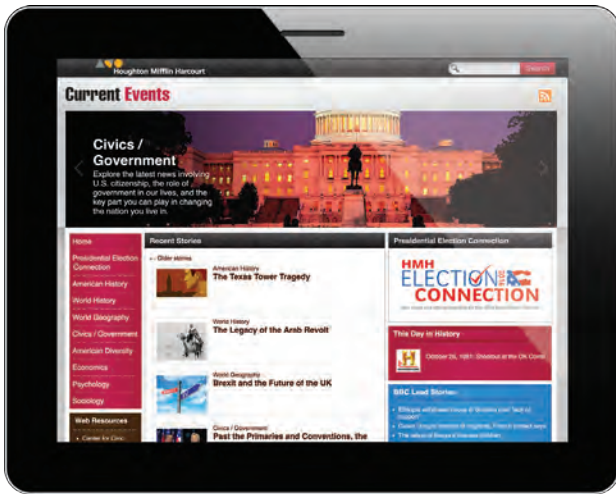 Houghton Mifflin Harcourt
Search
Current Events
Civics /
Government
Explore the latest news involving
U.S. citizenship, the role of
government in our lives, and the
key part you can play in changing
the nation you live in.
Home
Presidential Election
Connection
American History
World History
World Geography
Civics / Government
American Diversity
Economics
Psychology
Sociology
Web Resources
Center for Civic
Recent Stories
Older stories
American History
The Texas Tower Tragedy
World History
The Legacy of the Arab Revolt
World Geography
Brexit and the Future of the UK
Civics / Government
Past the Primaries and Conventions, the
Presidential Election Connection
HMH
ELECTION 2016
CONNECTION
This Day in History
H
October 26, 1881: Shootout at the OK Corral
BBC Lead Stories